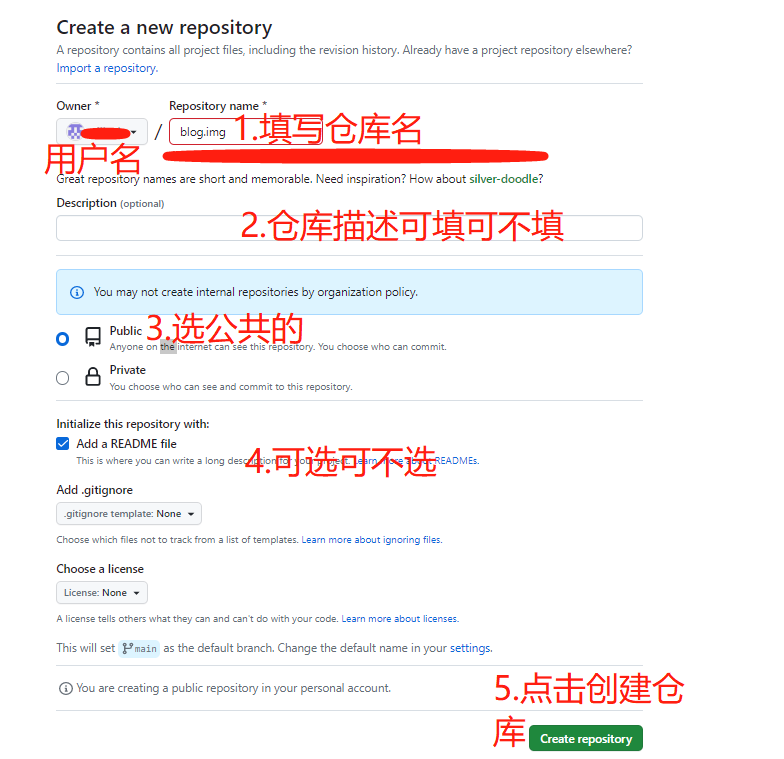 Create a new repository
A repository contains all project files, including the revision history. Already have a project repository elsewhere?
Import a repository.
Owner *
Repository name *
/
blog.img
1.填写仓库名
用户名
Great repository names are short and memorable. Need inspiration? How about silver-doodle?
Description (optional)
2.仓库描述可填可不填
You may not create internal repositories by organization policy.
Public
3.选公共的
Anyone on the internet can see this repository. You choose who can commit.
Private
You choose who can see and commit to this repository.
Initialize this repository with:
Add a README file
This is where you can write a long description for your project. Learn more about READMEs.
4.可选可不选
Add .gitignore
.gitignore template: None
Choose which files not to track from a list of templates. Learn more about ignoring files.
Choose a license
License: None
A license tells others what they can and can't do with your code. Learn more about licenses.
This will set main as the default branch. Change the default name in your settings.
You are creating a public repository in your personal account.
5.点击创建仓
库
Create repository